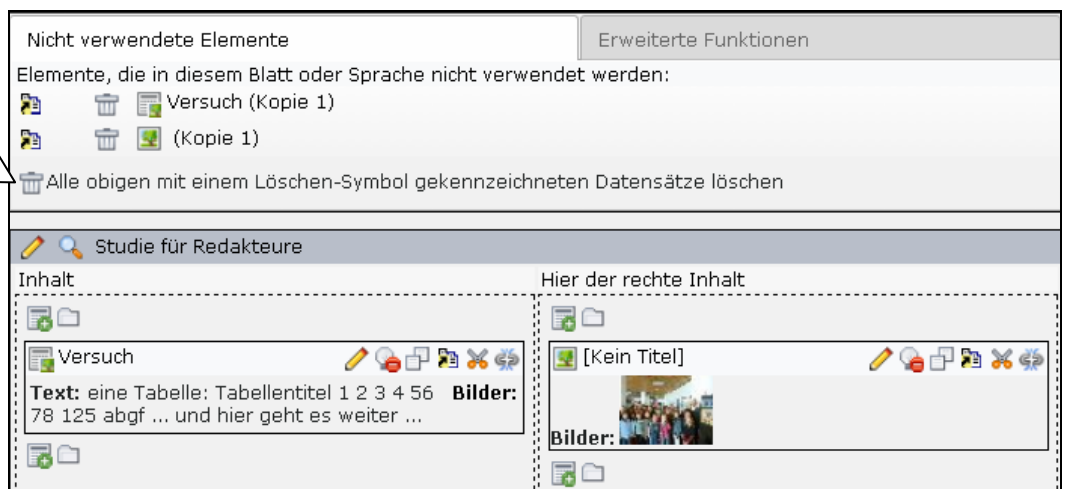 Nicht verwendete Elemente
Erweiterte Funktionen
Elemente, die in diesem Blatt oder Sprache nicht verwendet werden:
Versuch (Kopie 1)
(Kopie 1)
Alle obigen mit einem Löschen-Symbol gekennzeichneten Datensätze löschen
Studie für Redakteure
Inhalt
Versuch
Text: eine Tabelle: Tabellentitel 1 2 3 4 56 Bilder:
78 125 abgf ... und hier geht es weiter ...
Hier der rechte Inhalt
[Kein Titel]
Bilder: